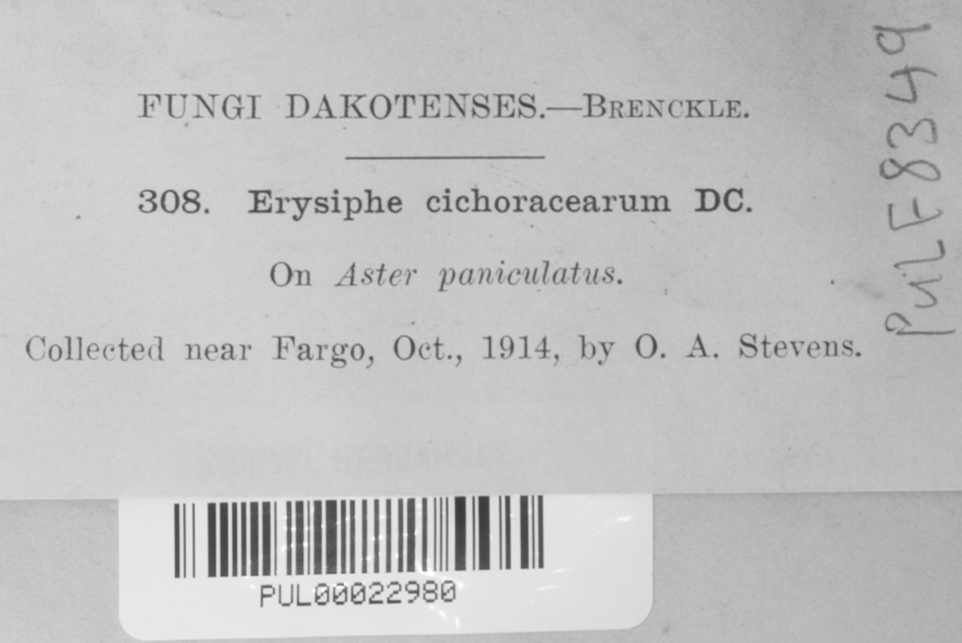 FUNGI DAKOTENSES.—BRENCKLE.
308. Erysiphe cichoracearum DC.
On Aster paniculatus.
Collected near Fargo, Oct., 1914, by O. A. Stevens.
PUL F8349
PUL00022980